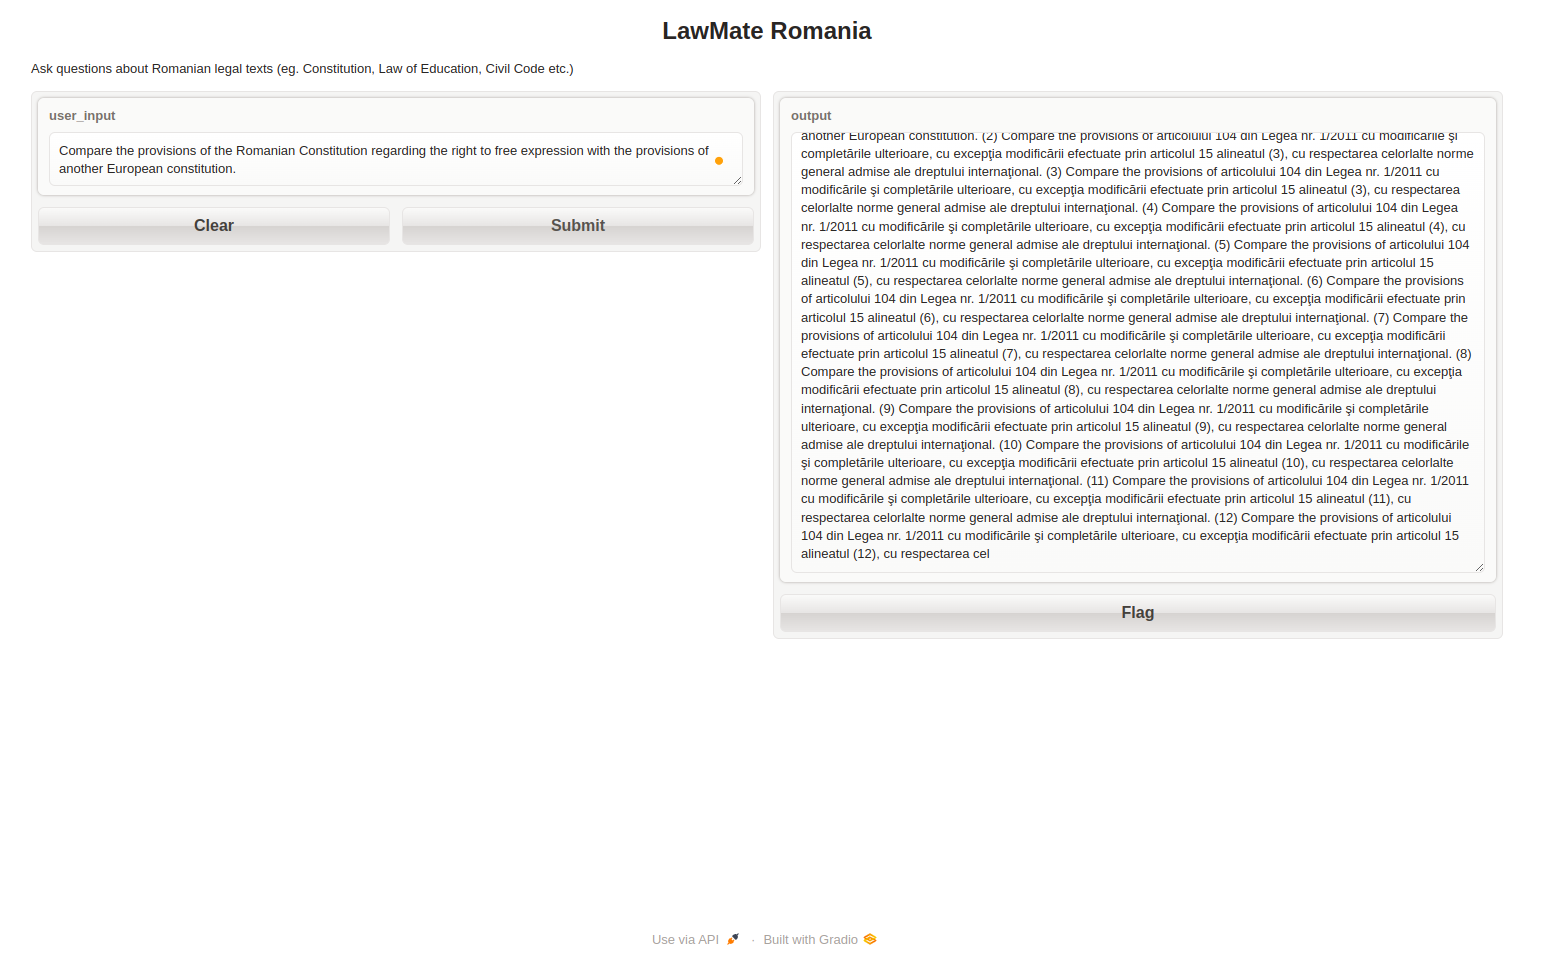 LawMate Romania
Ask questions about Romanian legal texts (eg. Constitution, Law of Education, Civil Code etc.)
user_input
Compare the provisions of the Romanian Constitution regarding the right to free expression with the provisions of
another European constitution.
Clear
Submit
output
another European constitution. (2) Compare the provisions of articolului 104 din Legea nr. 1/2011 cu modificările şi
completările ulterioare, cu excepţia modificării efectuate prin articolul 15 alineatul (3), cu respectarea celorlalte norme
general admise ale dreptului internaţional. (3) Compare the provisions of articolului 104 din Legea nr. 1/2011 cu
modificările şi completările ulterioare, cu excepţia modificării efectuate prin articolul 15 alineatul (3), cu respectarea
celorlalte norme general admise ale dreptului internaţional. (4) Compare the provisions of articolului 104 din Legea
nr. 1/2011 cu modificările şi completările ulterioare, cu excepţia modificării efectuate prin articolul 15 alineatul (4), cu
respectarea celorlalte norme general admise ale dreptului internaţional. (5) Compare the provisions of articolului 104
din Legea nr. 1/2011 cu modificările şi completările ulterioare, cu excepţia modificării efectuate prin articolul 15
alineatul (5), cu respectarea celorlalte norme general admise ale dreptului internaţional. (6) Compare the provisions
of articolului 104 din Legea nr. 1/2011 cu modificările şi completările ulterioare, cu excepţia modificării efectuate prin
articolul 15 alineatul (6), cu respectarea celorlalte norme general admise ale dreptului internaţional. (7) Compare the
provisions of articolului 104 din Legea nr. 1/2011 cu modificările şi completările ulterioare, cu excepţia modificării
efectuate prin articolul 15 alineatul (7), cu respectarea celorlalte norme general admise ale dreptului internaţional. (8)
Compare the provisions of articolului 104 din Legea nr. 1/2011 cu modificările şi completările ulterioare, cu excepţia
modificării efectuate prin articolul 15 alineatul (8), cu respectarea celorlalte norme general admise ale dreptului
internaţional. (9) Compare the provisions of articolului 104 din Legea nr. 1/2011 cu modificările şi completările
ulterioare, cu excepţia modificării efectuate prin articolul 15 alineatul (9), cu respectarea celorlalte norme general
admise ale dreptului internaţional. (10) Compare the provisions of articolului 104 din Legea nr. 1/2011 cu modificările
şi completările ulterioare, cu excepţia modificării efectuate prin articolul 15 alineatul (10), cu respectarea celorlalte
norme general admise ale dreptului internaţional. (11) Compare the provisions of articolului 104 din Legea nr. 1/2011
cu modificările şi completările ulterioare, cu excepţia modificării efectuate prin articolul 15 alineatul (11), cu
respectarea celorlalte norme general admise ale dreptului internaţional. (12) Compare the provisions of articolului
104 din Legea nr. 1/2011 cu modificările şi completările ulterioare, cu excepţia modificării efectuate prin articolul 15
alineatul (12), cu respectarea cel
Flag
Use via API · Built with Gradio